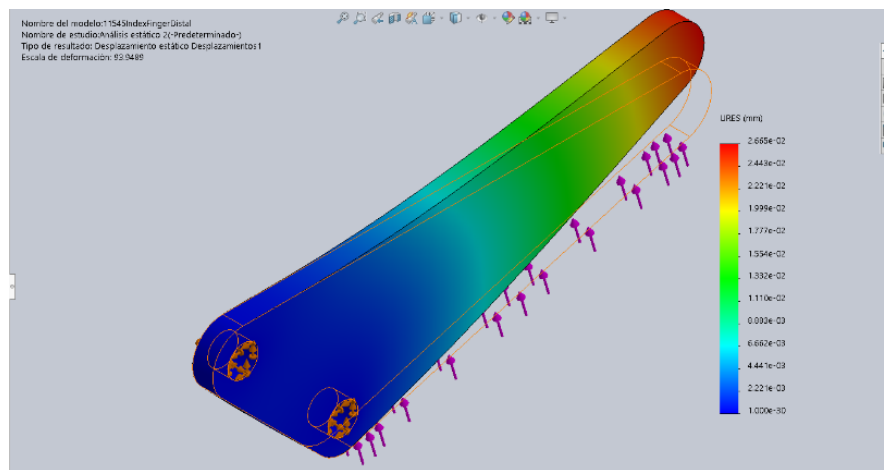 Nombre del modelo:11545IndexFingerDistal
Nombre de estudio:Análisis estático 2(-Predeterminado-)
Tipo de resultado: Desplazamiento estático Desplazamientos1
Escala de deformación: 93.9489
URES (mm)
2.665e-02
2.443e-02
2.221e-02
1.999e-02
1.777e-02
1.554e-02
1.332e-02
1.110e-02
8.883e-03
6.662e-03
4.441e-03
2.221e-03
1.000e-30